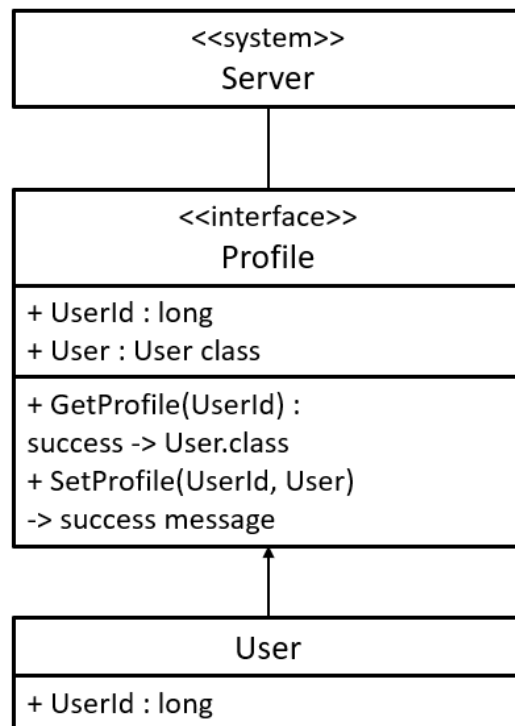 <<system>>
Server
<<interface>>
Profile
+ UserId : long
+ User : User class
+ GetProfile(UserId) :
success -> User.class
+ SetProfile(UserId, User)
-> success message
User
+ UserId : long